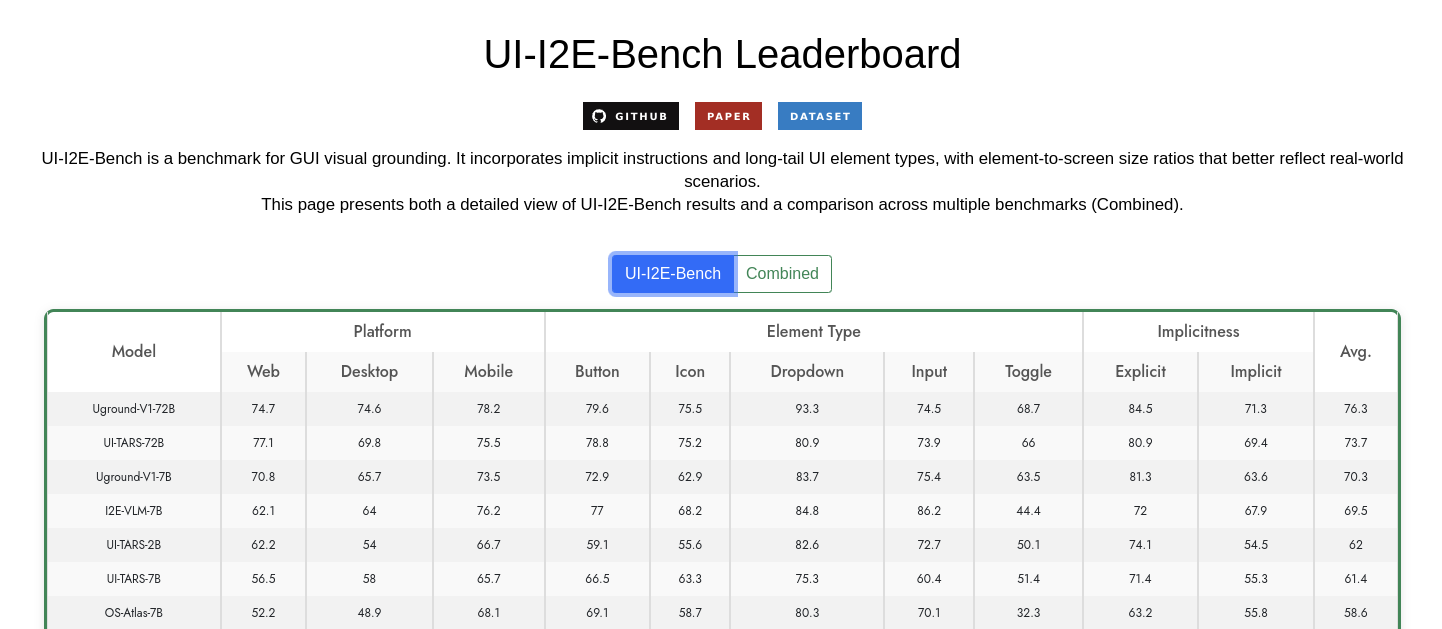 UI-I2E-Bench Leaderboard
GITHUB PAPER DATASET
UI-I2E-Bench is a benchmark for GUI visual grounding. It incorporates implicit instructions and long-tail UI element types, with element-to-screen size ratios that better reflect real-world
scenarios.
This page presents both a detailed view of UI-I2E-Bench results and a comparison across multiple benchmarks (Combined).
UI-I2E-Bench Combined
Model Platform Element Type Implicitness Avg.
Web Desktop Mobile Button Icon Dropdown Input Toggle Explicit Implicit
Uground-V1-72B 74.7 74.6 78.2 79.6 75.5 93.3 74.5 68.7 84.5 71.3 76.3
UI-TARS-72B 77.1 69.8 75.5 78.8 75.2 80.9 73.9 66 80.9 69.4 73.7
Uground-V1-7B 70.8 65.7 73.5 72.9 62.9 83.7 75.4 63.5 81.3 63.6 70.3
I2E-VLM-7B 62.1 64 76.2 77 68.2 84.8 86.2 44.4 72 67.9 69.5
UI-TARS-2B 62.2 54 66.7 59.1 55.6 82.6 72.7 50.1 74.1 54.5 62
UI-TARS-7B 56.5 58 65.7 66.5 63.3 75.3 60.4 51.4 71.4 55.3 61.4
OS-Atlas-7B 52.2 48.9 68.1 69.1 58.7 80.3 70.1 32.3 63.2 55.8 58.6